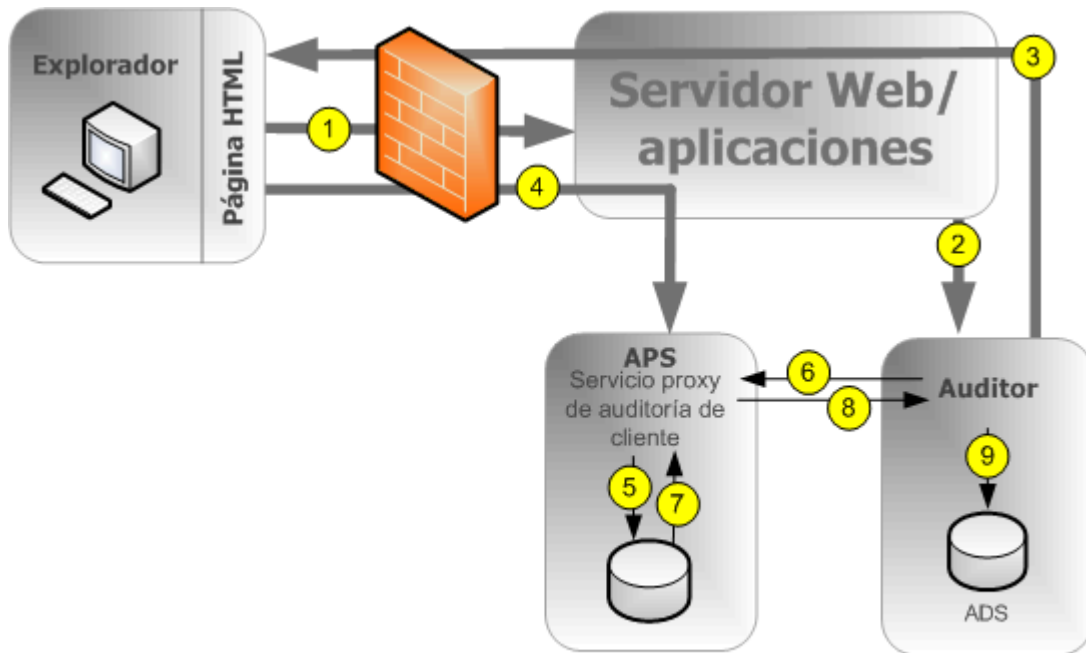 Explorador
Página HTML
1
3
Servidor Web/
aplicaciones
4
2
APS
Servicio proxy
de auditoría de
cliente
6
8
Auditor
5
7
9
ADS